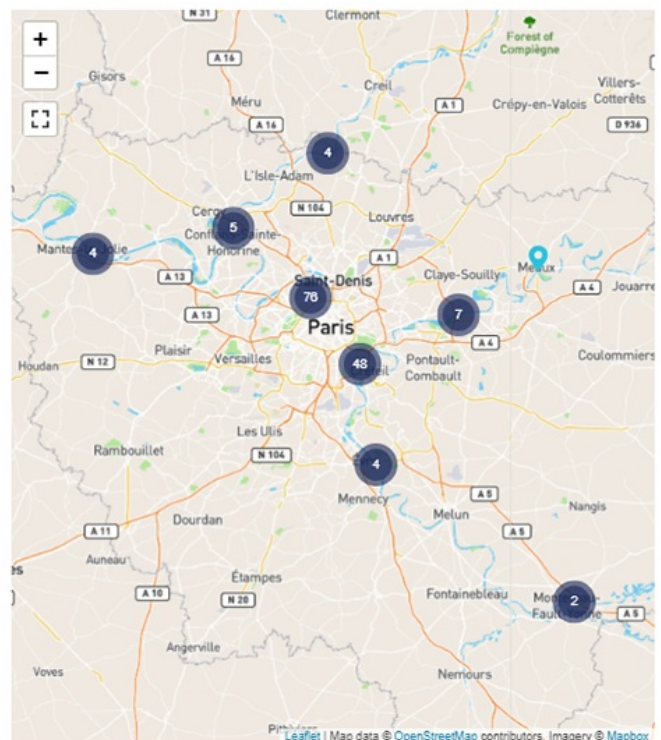 N 31
Clermont
+
−
Forest of
Compiègne
A 16
Gisors
Creil
Villers-
Cotterêts
Méru
A 1
Crépy-en-Valois
A 16
D 936
4
L'Isle-Adam
N 104
Louvres
5
Honorine
4
A 1
A 13
Saint-Denis
Claye-Souilly
Meaux
A 4
Jouarre
76
7
A 13
Paris
A 4
Plaisir
Versailles
48
Pontault-
Combault
Coulommiers
Houdan
N 12
Les Ulis
Rambouillet
N 104
4
Mennecy
A 5
Nangis
Melun
Dourdan
A 11
A 5
Auneau
Étampes
A 10
N 20
Fontainebleau
2
A 5
Angerville
Voves
Nemours
Leaflet | Map data © OpenStreetMap contributors, Imagery © Mapbox